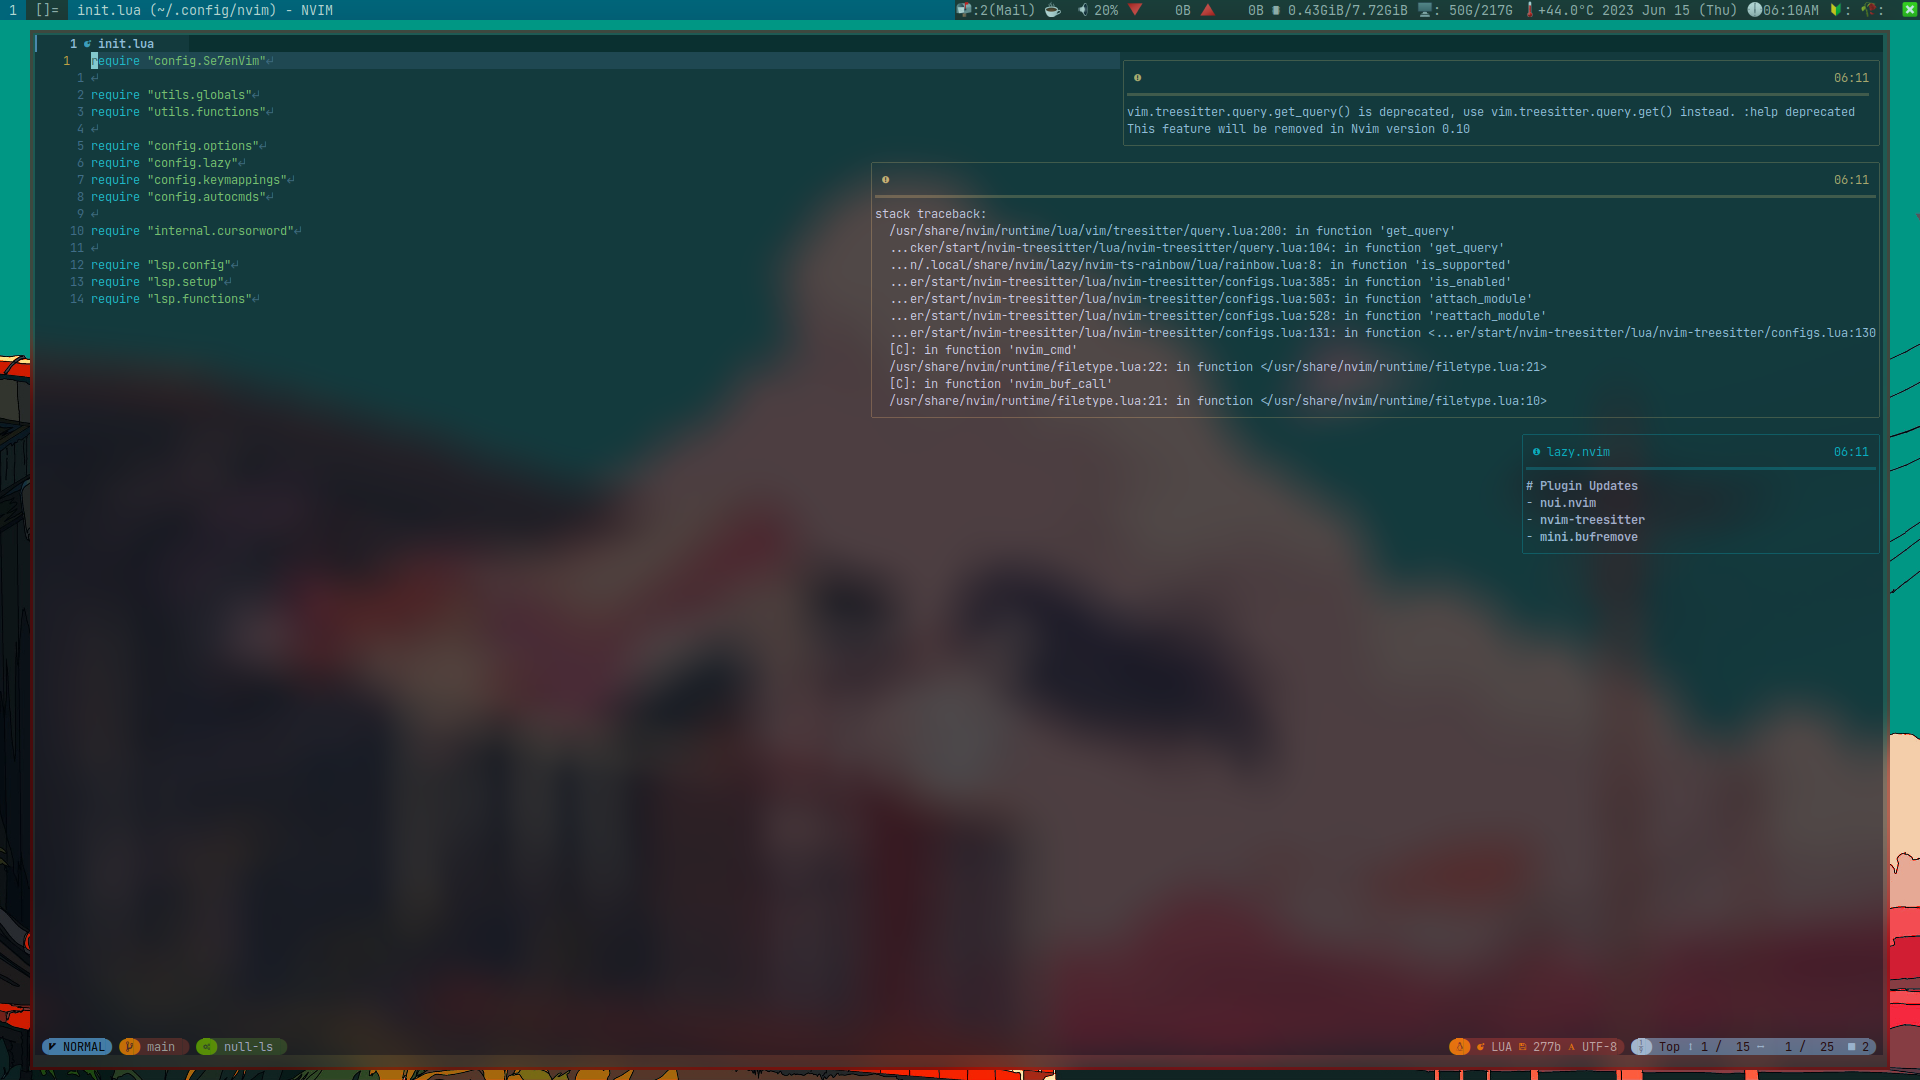 1 []= init.lua (~/.config/nvim) - NVIM :2(Mail) 20% 0B 0B 0.43GiB/7.72GiB : 50G/217G +44.0°C 2023 Jun 15 (Thu) 06:10AM : :
1 init.lua
1 require "config.Se7enVim"↵
1 ↵
2 require "utils.globals"↵
3 require "utils.functions"↵
4 ↵
5 require "config.options"↵
6 require "config.lazy"↵
7 require "config.keymappings"↵
8 require "config.autocmds"↵
9 ↵
10 require "internal.cursorword"↵
11 ↵
12 require "lsp.config"↵
13 require "lsp.setup"↵
14 require "lsp.functions"↵
06:11
vim.treesitter.query.get_query() is deprecated, use vim.treesitter.query.get() instead. :help deprecated
This feature will be removed in Nvim version 0.10
06:11
stack traceback:
/usr/share/nvim/runtime/lua/vim/treesitter/query.lua:200: in function 'get_query'
...cker/start/nvim-treesitter/lua/nvim-treesitter/query.lua:104: in function 'get_query'
...n/.local/share/nvim/lazy/nvim-ts-rainbow/lua/rainbow.lua:8: in function 'is_supported'
...er/start/nvim-treesitter/lua/nvim-treesitter/configs.lua:385: in function 'is_enabled'
...er/start/nvim-treesitter/lua/nvim-treesitter/configs.lua:503: in function 'attach_module'
...er/start/nvim-treesitter/lua/nvim-treesitter/configs.lua:528: in function 'reattach_module'
...er/start/nvim-treesitter/lua/nvim-treesitter/configs.lua:131: in function <...er/start/nvim-treesitter/lua/nvim-treesitter/configs.lua:130
[C]: in function 'nvim_cmd'
/usr/share/nvim/runtime/filetype.lua:22: in function </usr/share/nvim/runtime/filetype.lua:21>
[C]: in function 'nvim_buf_call'
/usr/share/nvim/runtime/filetype.lua:21: in function </usr/share/nvim/runtime/filetype.lua:10>
lazy.nvim 06:11
# Plugin Updates
- nui.nvim
- nvim-treesitter
- mini.bufremove
NORMAL main null-ls LUA 277b UTF-8 Top 1 / 15 1 / 25 2